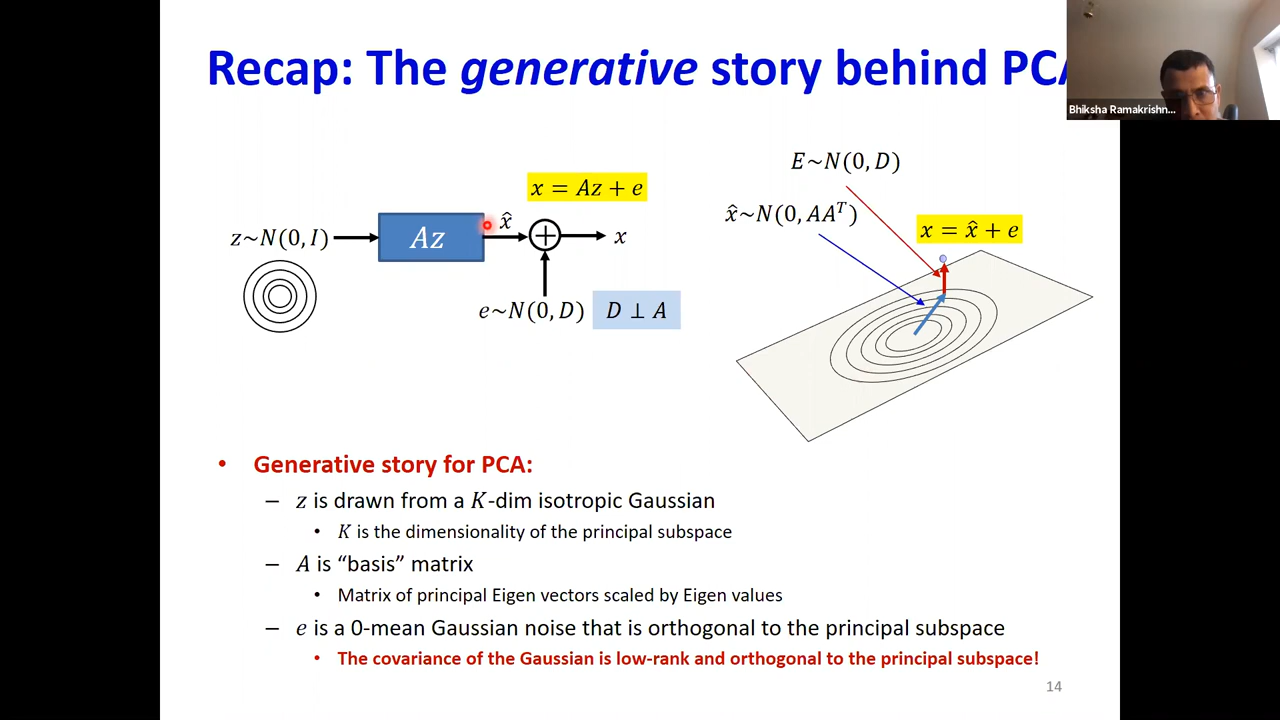 Recap: The generative story behind PCA
Bhiksha Ramakrishn...
E~N(0, D)
x = Az + e
x̂~N(0, AAᵀ)
x = x̂ + e
z~N(0, I)
Az
x̂
x
e~N(0, D)
D ⊥ A
• Generative story for PCA:
– z is drawn from a K-dim isotropic Gaussian
• K is the dimensionality of the principal subspace
– A is “basis” matrix
• Matrix of principal Eigen vectors scaled by Eigen values
– e is a 0-mean Gaussian noise that is orthogonal to the principal subspace
• The covariance of the Gaussian is low-rank and orthogonal to the principal subspace!
14